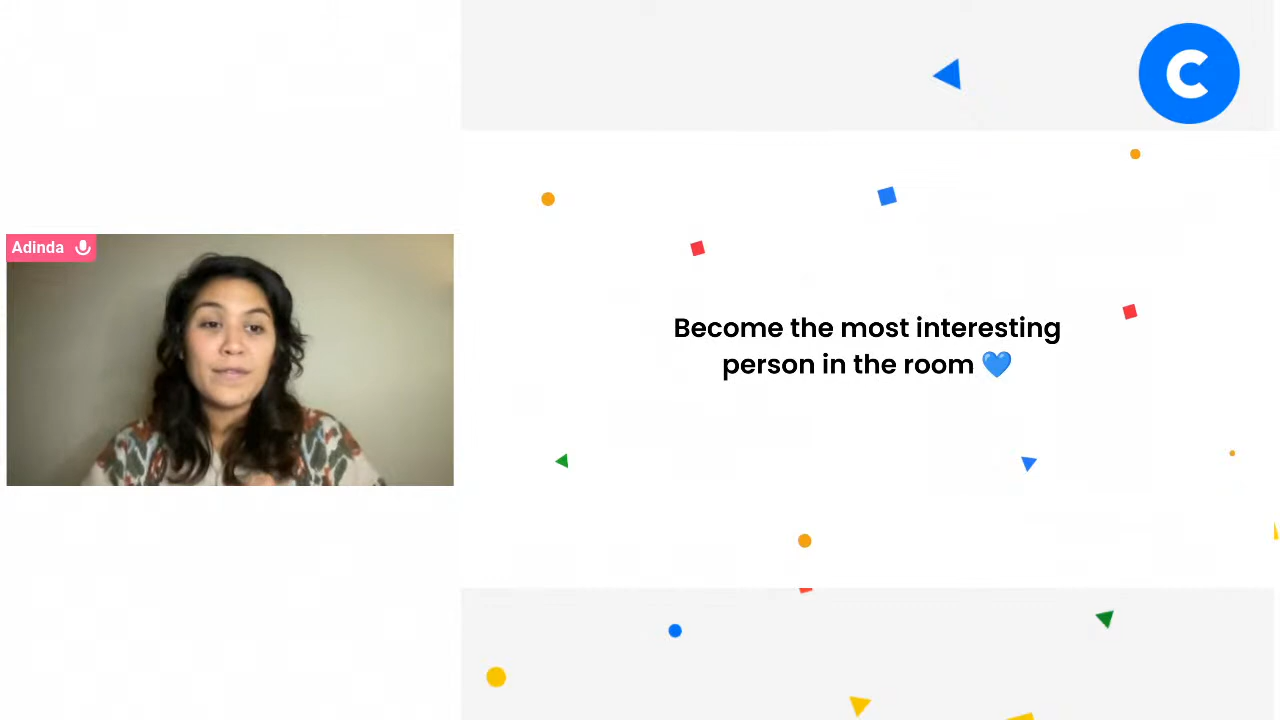 C
Adinda
Become the most interesting
person in the room 💙